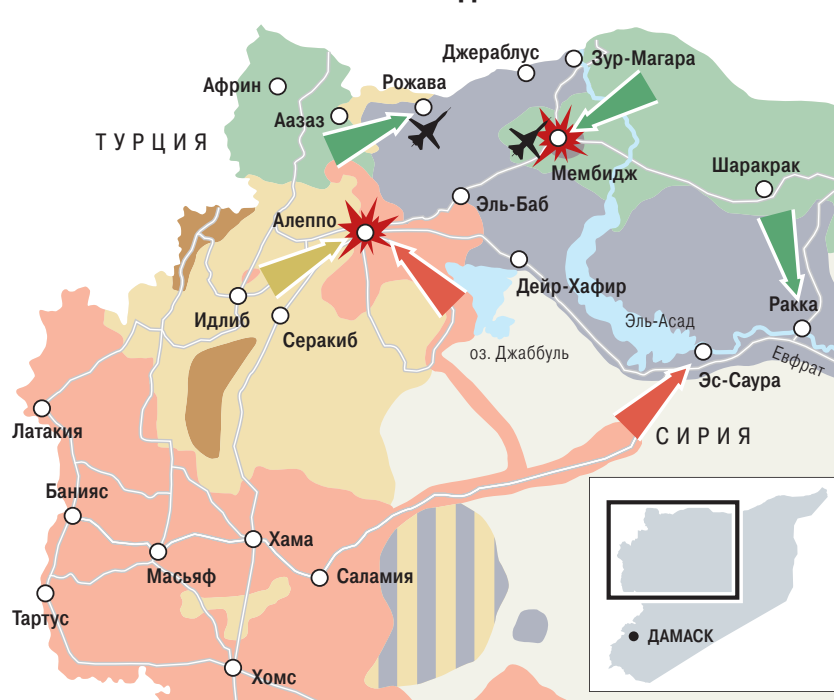 Джераблус
Зур-Магара
Африн
Рожава
Аазаз
ТУРЦИЯ
Мембидж
Шаракрак
Алеппо
Эль-Баб
Дейр-Хафир
Идлиб
Серакиб
Эль-Асад
Ракка
оз. Джаббуль
Евфрат
Эс-Саура
Латакия
СИРИЯ
Банияс
Хама
Масьяф
Саламия
Тартус
ДАМАСК
Хомс